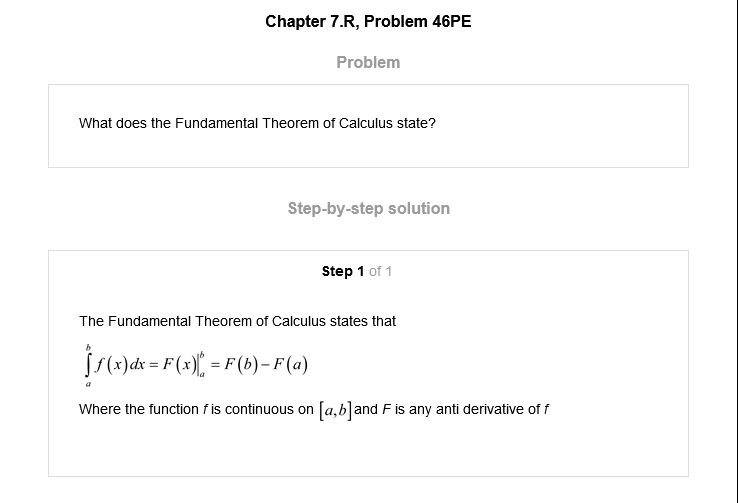 Chapter 7.R, Problem 46PE
Problem
What does the Fundamental Theorem of Calculus state?
Step-by-step solution
Step 1 of 1
The Fundamental Theorem of Calculus states that
∫ₐᵇ f(x)dx = F(x)|ₐᵇ = F(b)−F(a)
Where the function f is continuous on [a,b]and F is any anti derivative of f